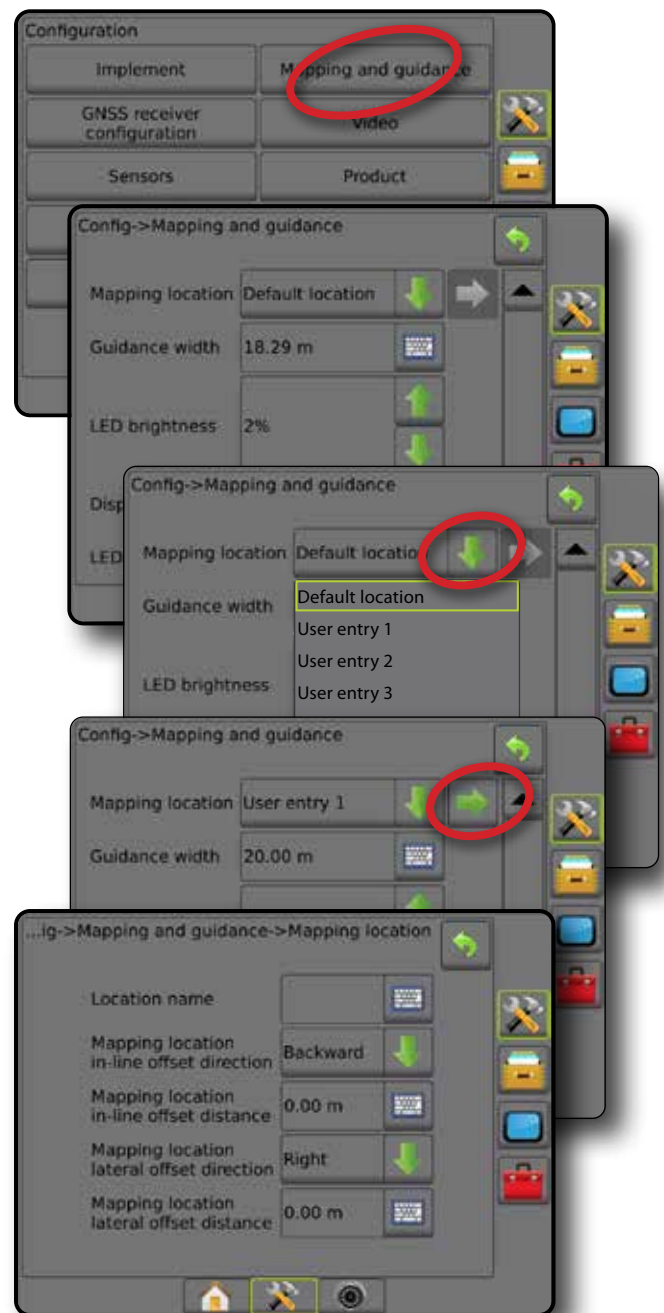 Configuration
Implement
Mapping and guidance
GNSS receiver
configuration
Video
Sensors
Product
Config->Mapping and guidance
Mapping location
Default location
Guidance width
18.29 m
LED brightness
2%
Disp
LED
Config->Mapping and guidance
Mapping location
Default location
Guidance width
Default location
User entry 1
User entry 2
LED brightness
User entry 3
Config->Mapping and guidance
Mapping location
User entry 1
Guidance width
20.00 m
...ig->Mapping and guidance->Mapping location
Location name
Mapping location
in-line offset direction
Backward
Mapping location
in-line offset distance
0.00 m
Mapping location
lateral offset direction
Right
Mapping location
lateral offset distance
0.00 m